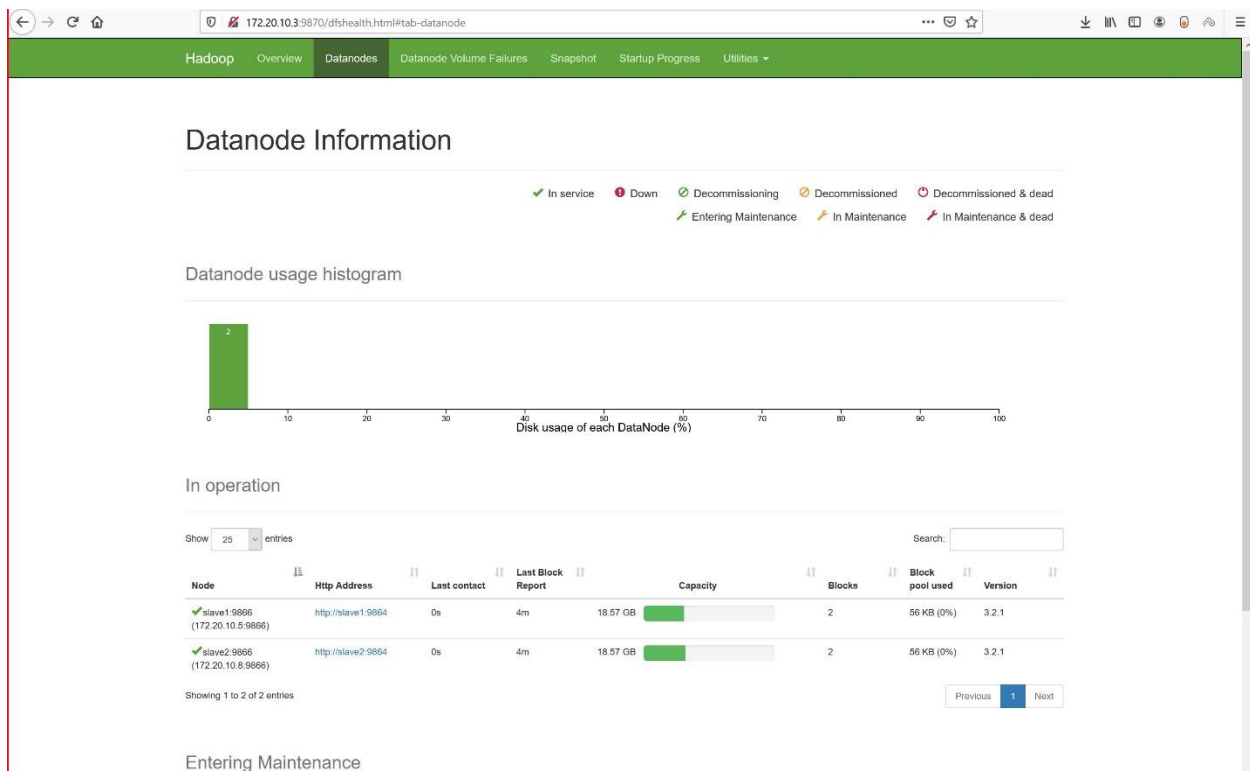 172.20.10.3:9870/dfshealth.html#tab-datanode
Hadoop Overview Datanodes Datanode Volume Failures Snapshot Startup Progress Utilities
Datanode Information
In service Down Decommissioning Decommissioned Decommissioned & dead
Entering Maintenance In Maintenance In Maintenance & dead
Datanode usage histogram
2
0 10 20 30 40 50 60 70 80 90 100
Disk usage of each DataNode (%)
In operation
Show 25 entries Search:
Node Http Address Last contact Last Block Report Capacity Blocks Block pool used Version
slave1:9866 http://slave1:9864 0s 4m 18.57 GB 2 56 KB (0%) 3.2.1
(172.20.10.5:9866)
slave2:9866 http://slave2:9864 0s 4m 18.57 GB 2 56 KB (0%) 3.2.1
(172.20.10.8:9866)
Showing 1 to 2 of 2 entries Previous 1 Next
Entering Maintenance